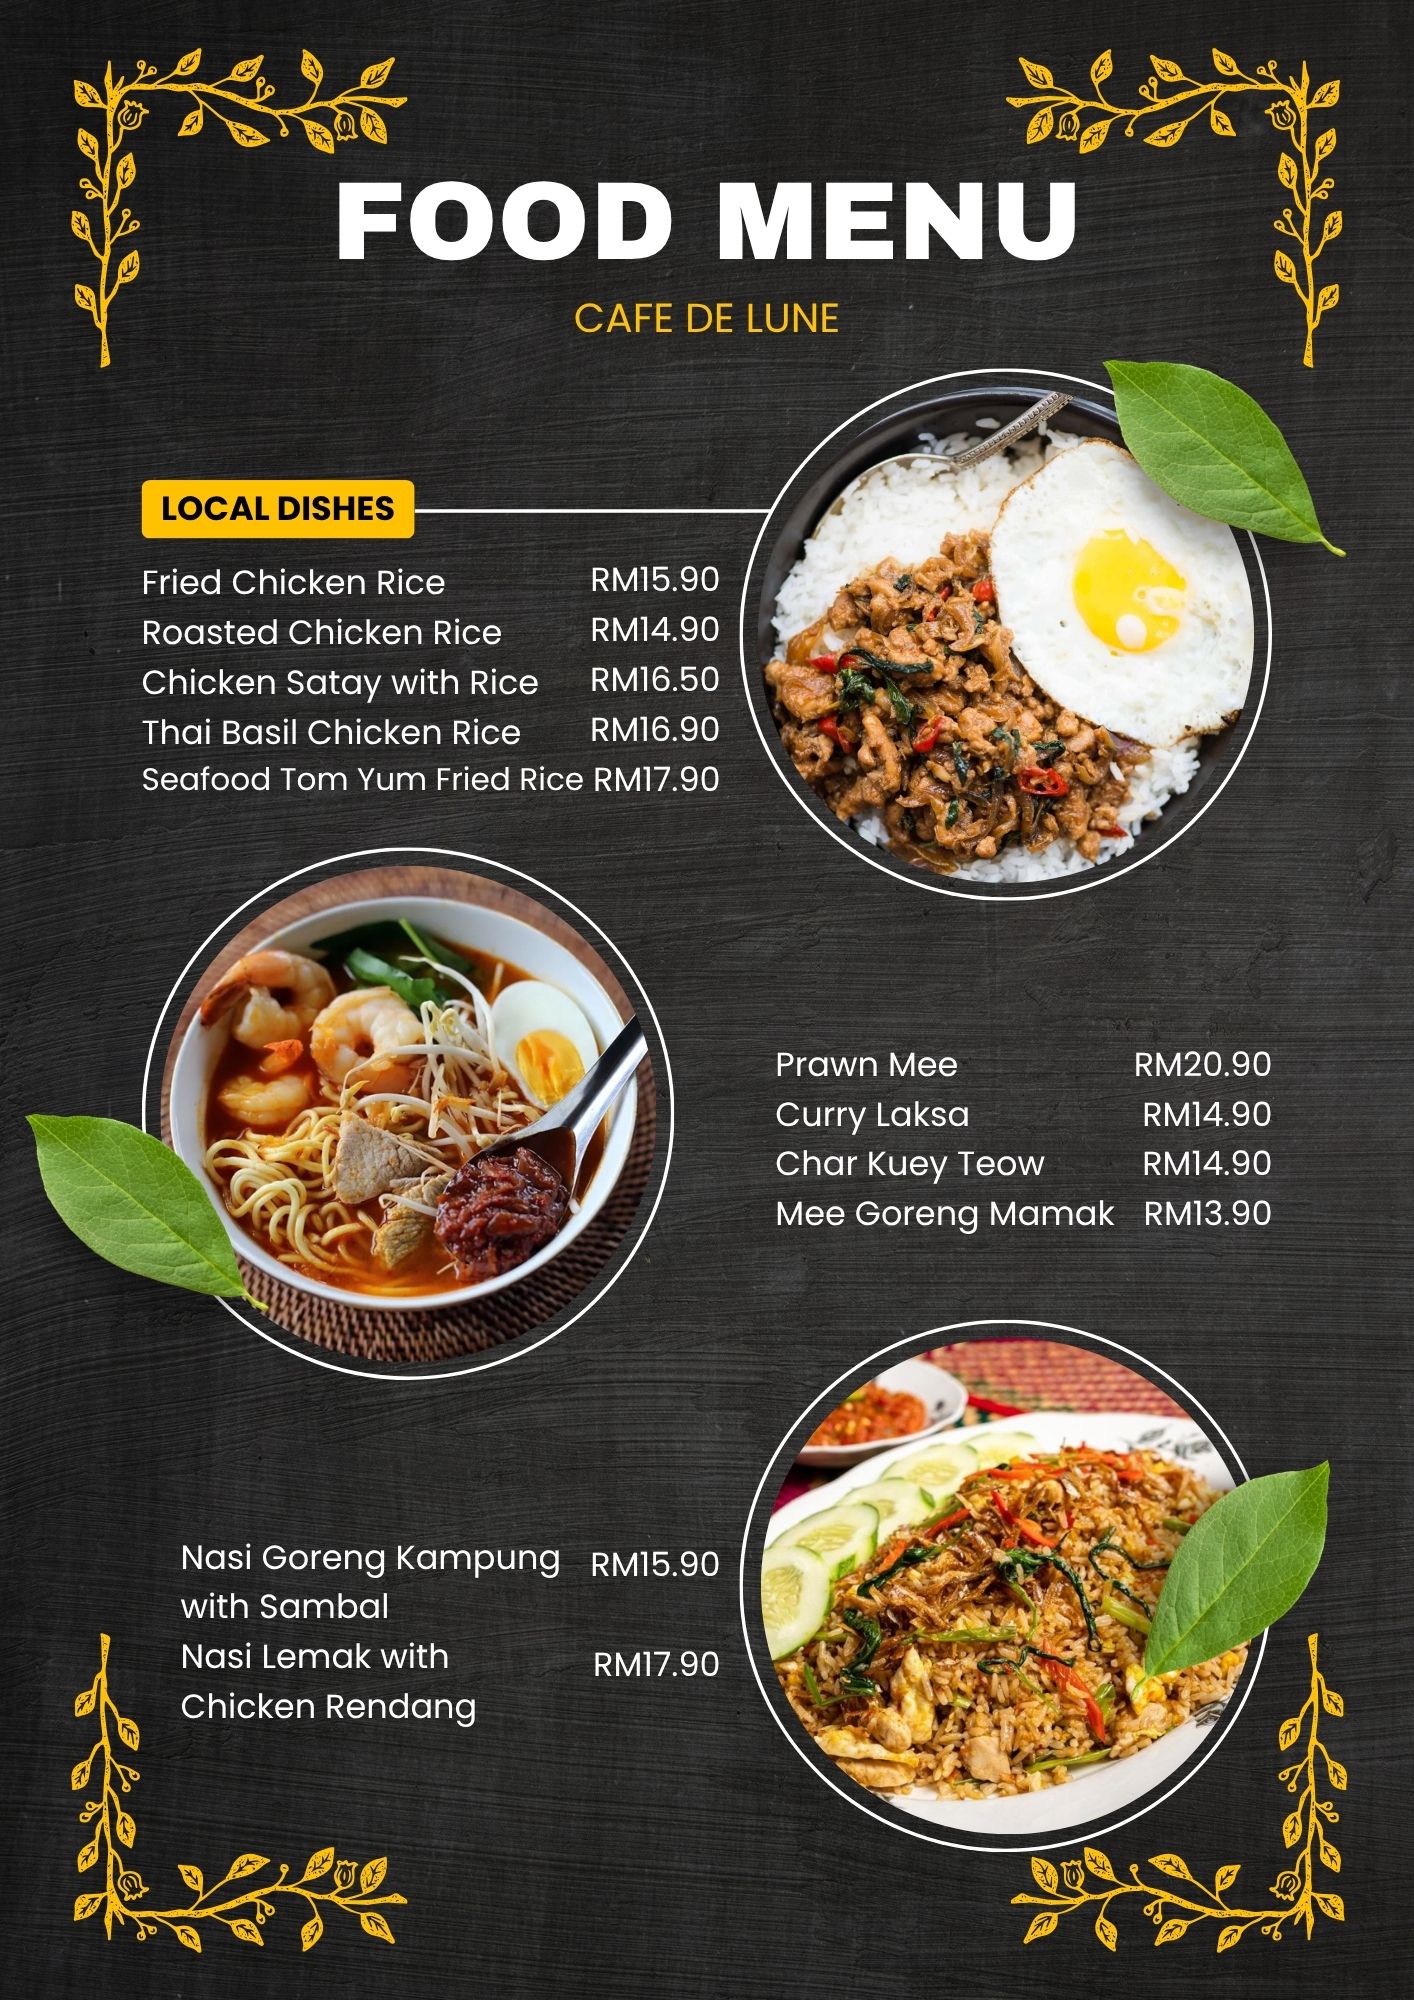 FOOD MENU
CAFE DE LUNE
LOCAL DISHES
Fried Chicken Rice RM15.90
Roasted Chicken Rice RM14.90
Chicken Satay with Rice RM16.50
Thai Basil Chicken Rice RM16.90
Seafood Tom Yum Fried Rice RM17.90
Prawn Mee RM20.90
Curry Laksa RM14.90
Char Kuey Teow RM14.90
Mee Goreng Mamak RM13.90
Nasi Goreng Kampung RM15.90
with Sambal
Nasi Lemak with RM17.90
Chicken Rendang